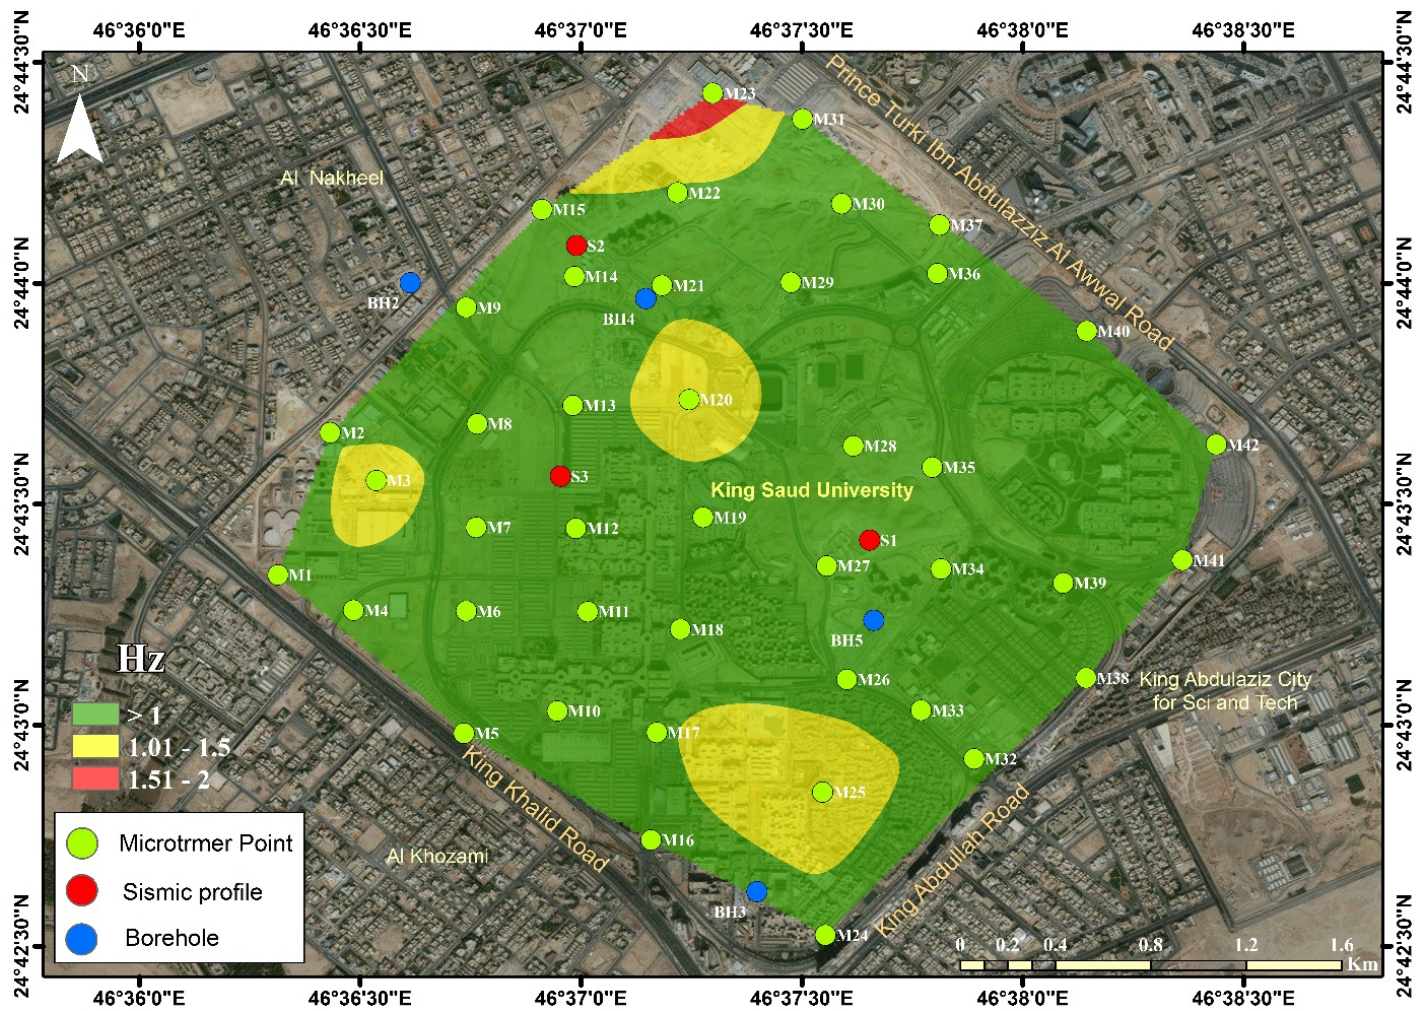 46°36'0"E 46°36'30"E 46°37'0"E 46°37'30"E 46°38'0"E 46°38'30"E
24°44'30"N
24°44'30"N
N
M23
M31
Prince Turki Ibn Abdulazziz Al Awwal Road
Al Nakheel
M22
M15
M30
M37
S2
M14
M21
M29
M36
24°44'0"N
24°44'0"N
BH2
BH4
M9
M40
M20
M13
M8
M2
M28
M42
M35
M3
S3
King Saud University
24°43'30"N
24°43'30"N
M7
M12
M19
S1
M27
M34
M41
M1
M39
M4
M6
M11
M18
BH5
Hz
M26
M38
King Abdulaziz City
for Sci and Tech
> 1
1.01 - 1.5
1.51 - 2
M10
M33
24°43'0"N
24°43'0"N
M5
M17
M32
King Khalid Road
M25
King Abdullah Road
Microtrmer Point
Sismic profile
Borehole
M16
Al Khozami
BH3
M24
0 0.2 0.4 0.8 1.2 1.6
Km
24°42'30"N
24°42'30"N
46°36'0"E 46°36'30"E 46°37'0"E 46°37'30"E 46°38'0"E 46°38'30"E